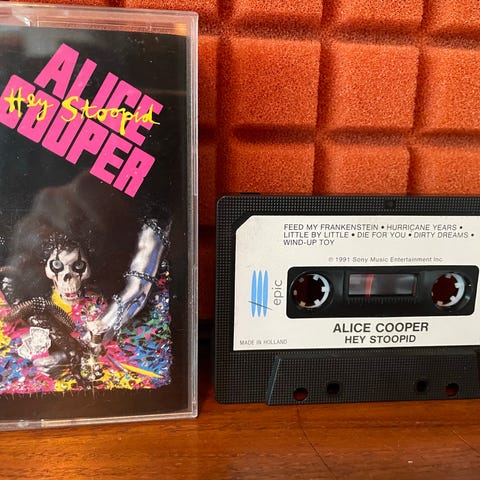 ALICE
Hey Stoopid
COOPER
FEED MY FRANKENSTEIN • HURRICANE YEARS •
LITTLE BY LITTLE • DIE FOR YOU • DIRTY DREAMS •
WIND-UP TOY
℗ 1991 Sony Music Entertainment Inc.
epic
MADE IN HOLLAND
ALICE COOPER
HEY STOOPID